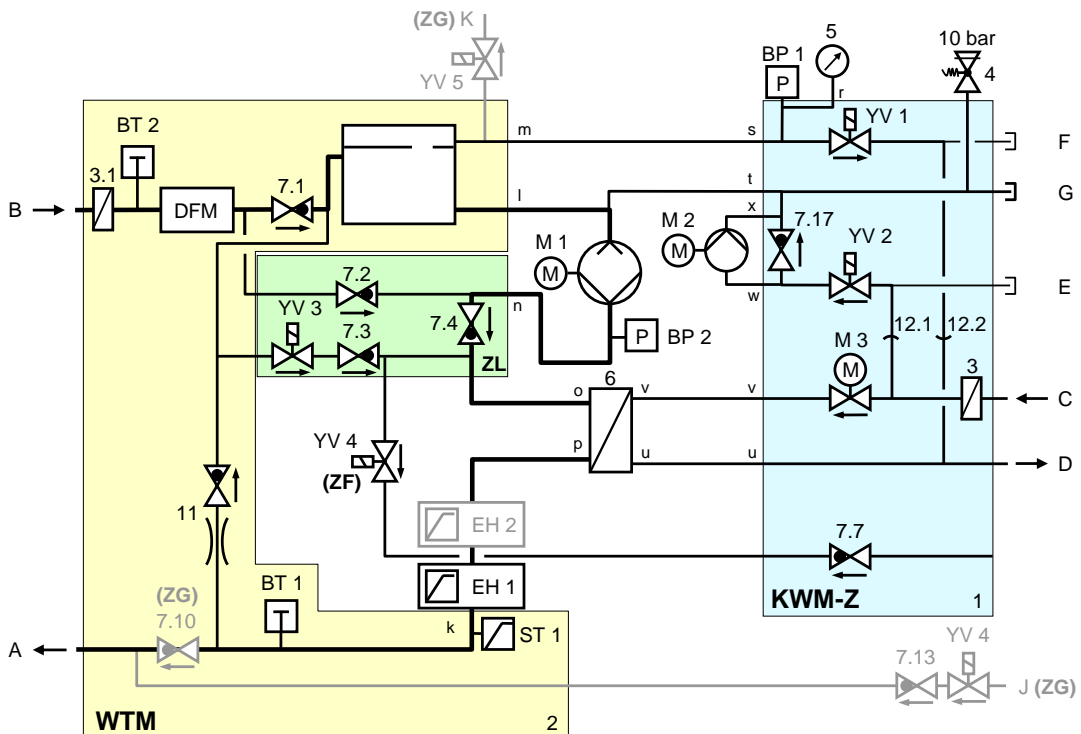 (ZG) K
YV 5
BP 1
P
5
r
10 bar
4
BT 2
T
3.1
B
DFM
7.1
m
l
s
YV 1
F
t
G
x
M 2
M
7.17
YV 2
w
E
M 1
M
7.2
YV 3
7.3
7.4
n
ZL
P
BP 2
12.1
12.2
M 3
M
3
o
6
v
v
C
p
u
u
D
YV 4
(ZF)
EH 2
EH 1
7.7
KWM-Z
1
11
BT 1
T
k
ST 1
(ZG)
7.10
A
7.13
YV 4
J (ZG)
WTM
2